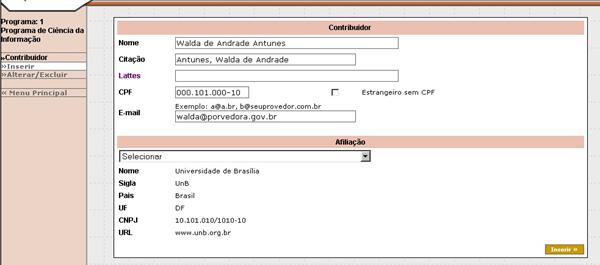 Programa: 1
Programa de Ciência da
Informação
»Contribuidor
»Inserir
»Alterar/Excluir
« Menu Principal
Contribuidor
Nome Walda de Andrade Antunes
Citação Antunes, Walda de Andrade
Lattes
CPF 000.101.000-10 Estrangeiro sem CPF
Exemplo: a@a.br, b@seuprovedor.com.br
E-mail walda@porvedora.gov.br
Afiliação
Selecionar
Nome Universidade de Brasília
Sigla UnB
Pais Brasil
UF DF
CNPJ 10.101.010/1010-10
URL www.unb.org.br
Inserir »